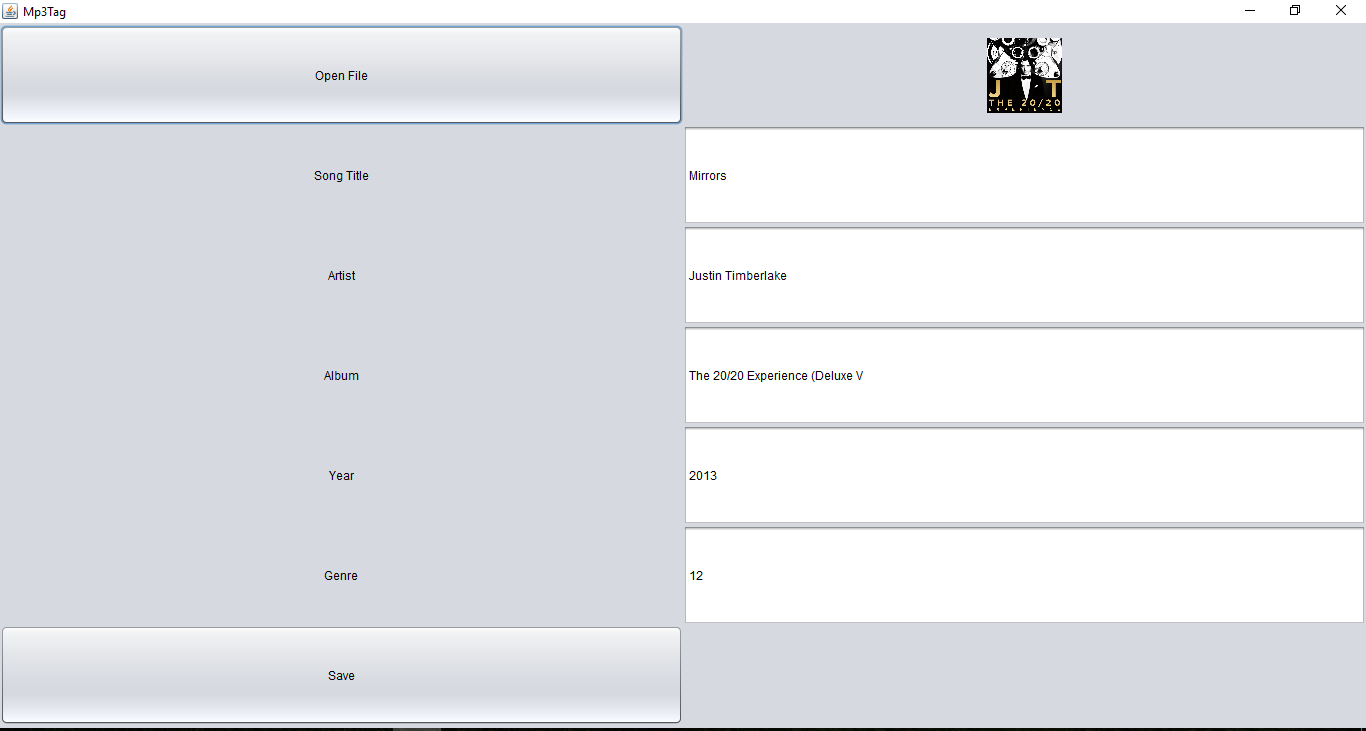 Mp3Tag
Open File
J T
THE 20/20
EXPERIENCE
Song Title
Mirrors
Artist
Justin Timberlake
Album
The 20/20 Experience (Deluxe V
Year
2013
Genre
12
Save